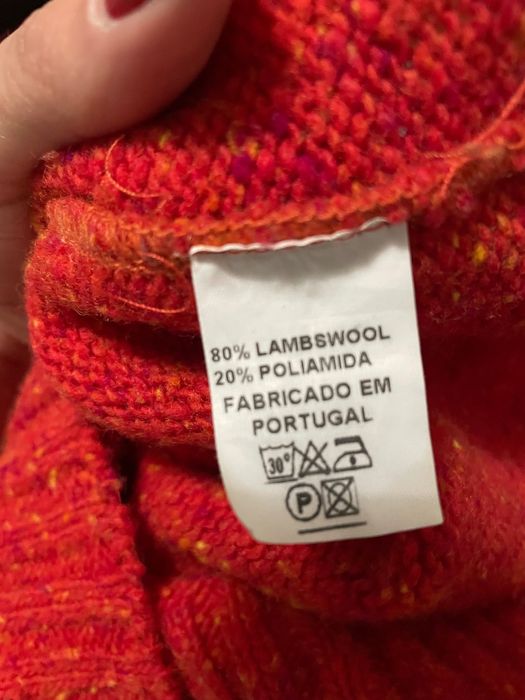 80% LAMBSWOOL
20% POLIAMIDA
FABRICADO EM
PORTUGAL
30°
P